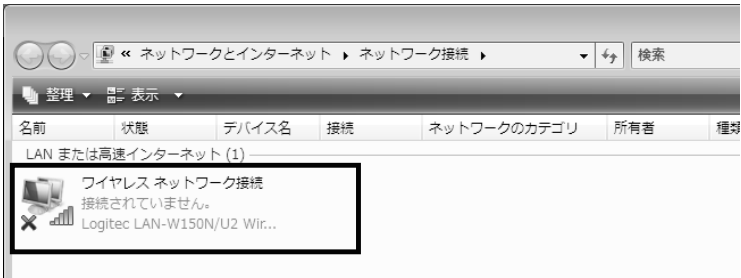 « ネットワークとインターネット ▸ ネットワーク接続 ▸ 検索
整理 表示
名前 状態 デバイス名 接続 ネットワークのカテゴリ 所有者 種類
LAN または高速インターネット (1)
ワイヤレス ネットワーク接続
接続されていません。
Logitec LAN-W150N/U2 Wir...